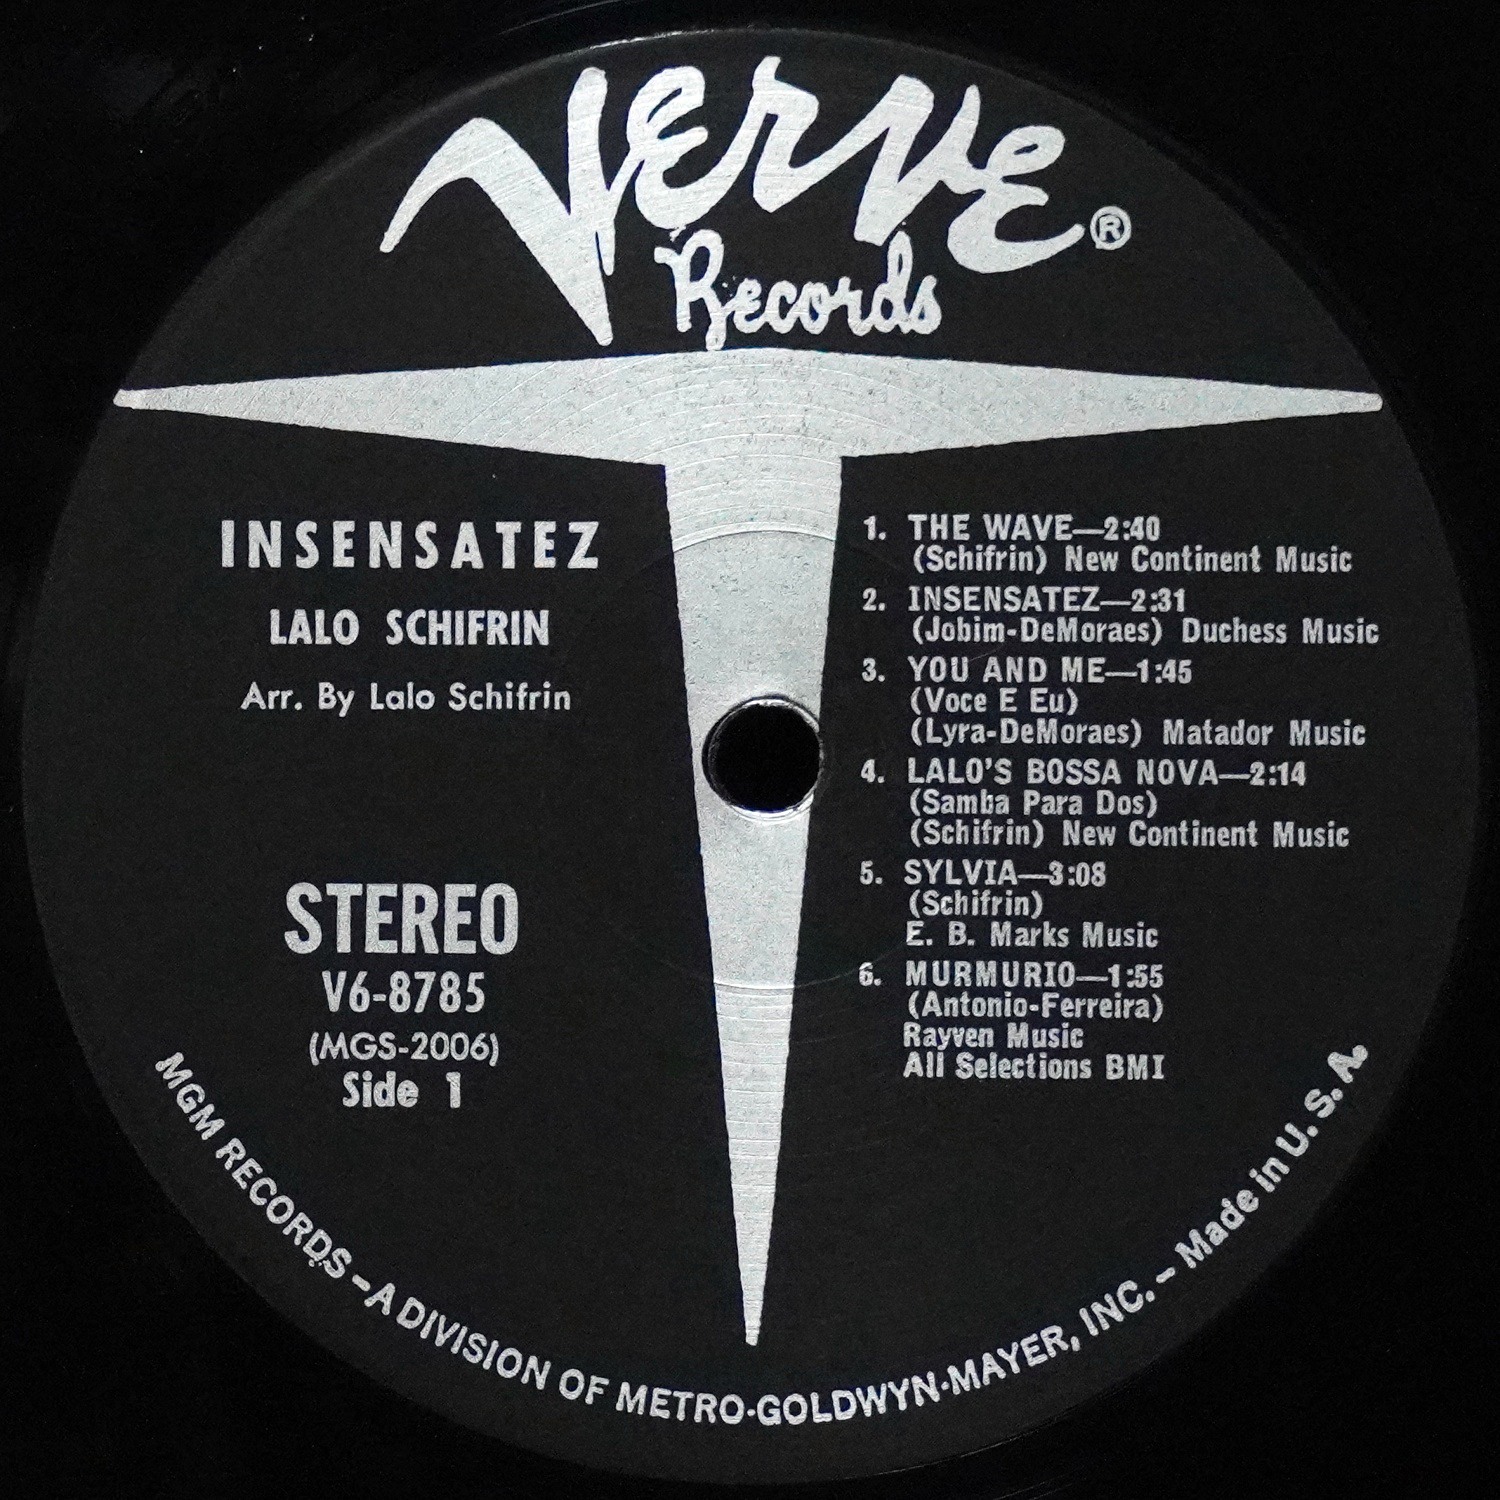 Verve ®
Records
INSENSATEZ
LALO SCHIFRIN
Arr. By Lalo Schifrin
STEREO
V6-8785
(MGS-2006)
Side 1
1. THE WAVE—2:40
(Schifrin) New Continent Music
2. INSENSATEZ—2:31
(Jobim-DeMoraes) Duchess Music
3. YOU AND ME—1:45
(Voce E Eu)
(Lyra-DeMoraes) Matador Music
4. LALO'S BOSSA NOVA—2:14
(Samba Para Dos)
(Schifrin) New Continent Music
5. SYLVIA—3:08
(Schifrin)
E. B. Marks Music
6. MURMURIO—1:55
(Antonio-Ferreira)
Rayven Music
All Selections BMI
MGM RECORDS – A DIVISION OF METRO-GOLDWYN-MAYER, INC. – Made in U. S. A.